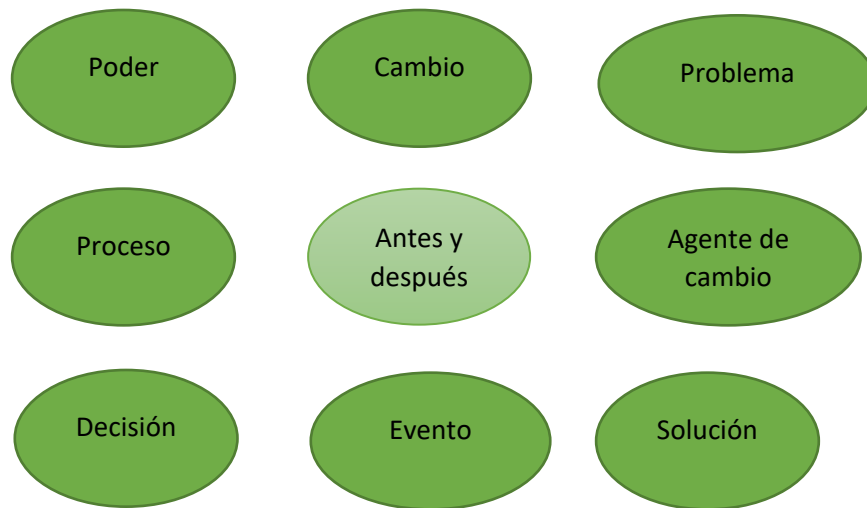 Poder
Cambio
Problema
Proceso
Antes y
después
Agente de
cambio
Decisión
Evento
Solución